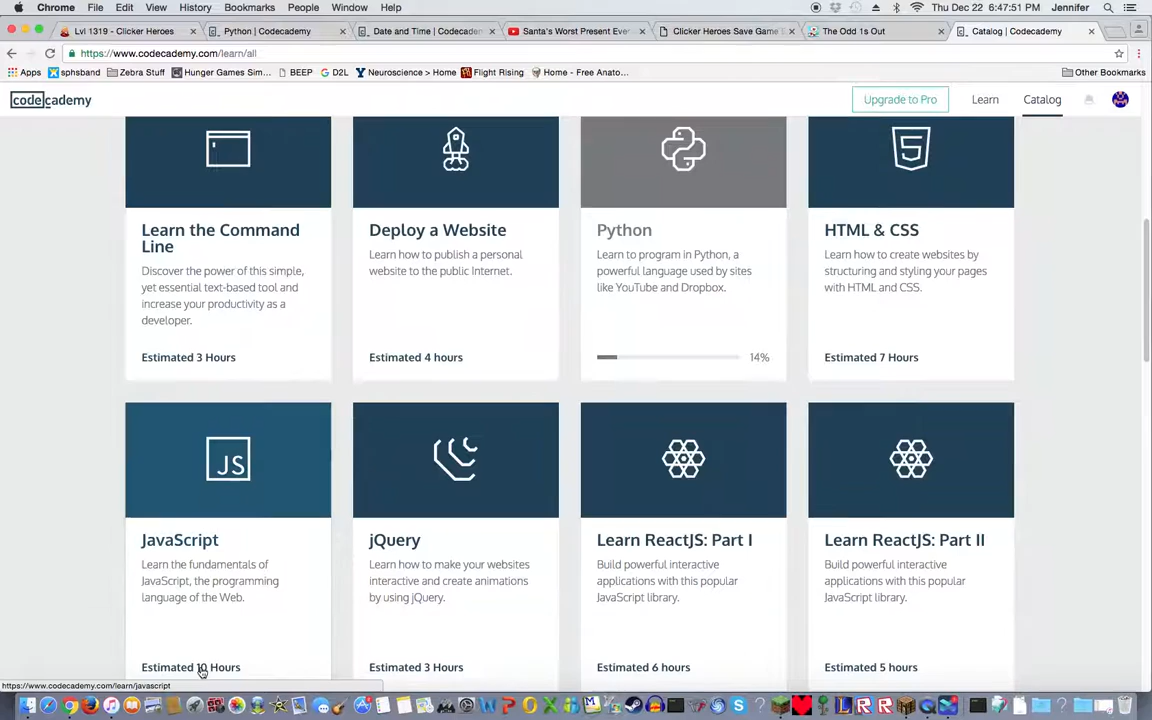 Chrome File Edit View History Bookmarks People Window Help Thu Dec 22 6:47:51 PM Jennifer
Lvl 1319 - Clicker Heroes Python | Codecademy Date and Time | Codecaden Santa's Worst Present Ever Clicker Heroes Save Game The Odd 1s Out Catalog | Codecademy
https://www.codecademy.com/learn/all
Apps sphsband Zebra Stuff Hunger Games Sim... BEEP D2L Neuroscience > Home Flight Rising Home - Free Anato... Other Bookmarks
codecademy Upgrade to Pro Learn Catalog
Learn the Command
Line
Discover the power of this simple,
yet essential text-based tool and
increase your productivity as a
developer.
Estimated 3 Hours
Deploy a Website
Learn how to publish a personal
website to the public Internet.
Estimated 4 hours
Python
Learn to program in Python, a
powerful language used by sites
like YouTube and Dropbox.
14%
HTML & CSS
Learn how to create websites by
structuring and styling your pages
with HTML and CSS.
Estimated 7 Hours
JS
JavaScript
Learn the fundamentals of
JavaScript, the programming
language of the Web.
Estimated 10 Hours
jQuery
Learn how to make your websites
interactive and create animations
by using jQuery.
Estimated 3 Hours
Learn ReactJS: Part I
Build powerful interactive
applications with this popular
JavaScript library.
Estimated 6 hours
Learn ReactJS: Part II
Build powerful interactive
applications with this popular
JavaScript library.
Estimated 5 hours
https://www.codecademy.com/learn/javascript